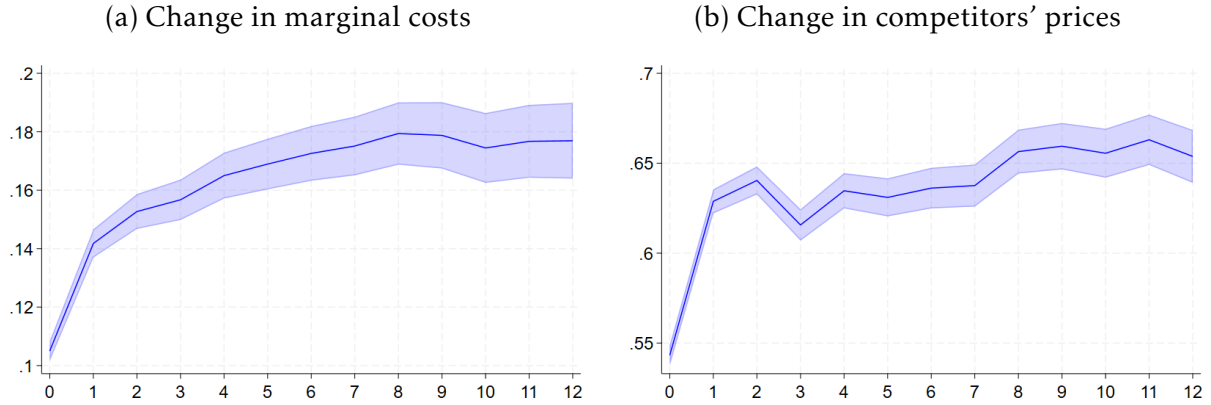 (a) Change in marginal costs
.2
.18
.16
.14
.12
.1
0 1 2 3 4 5 6 7 8 9 10 11 12
(b) Change in competitors’ prices
.7
.65
.6
.55
0 1 2 3 4 5 6 7 8 9 10 11 12